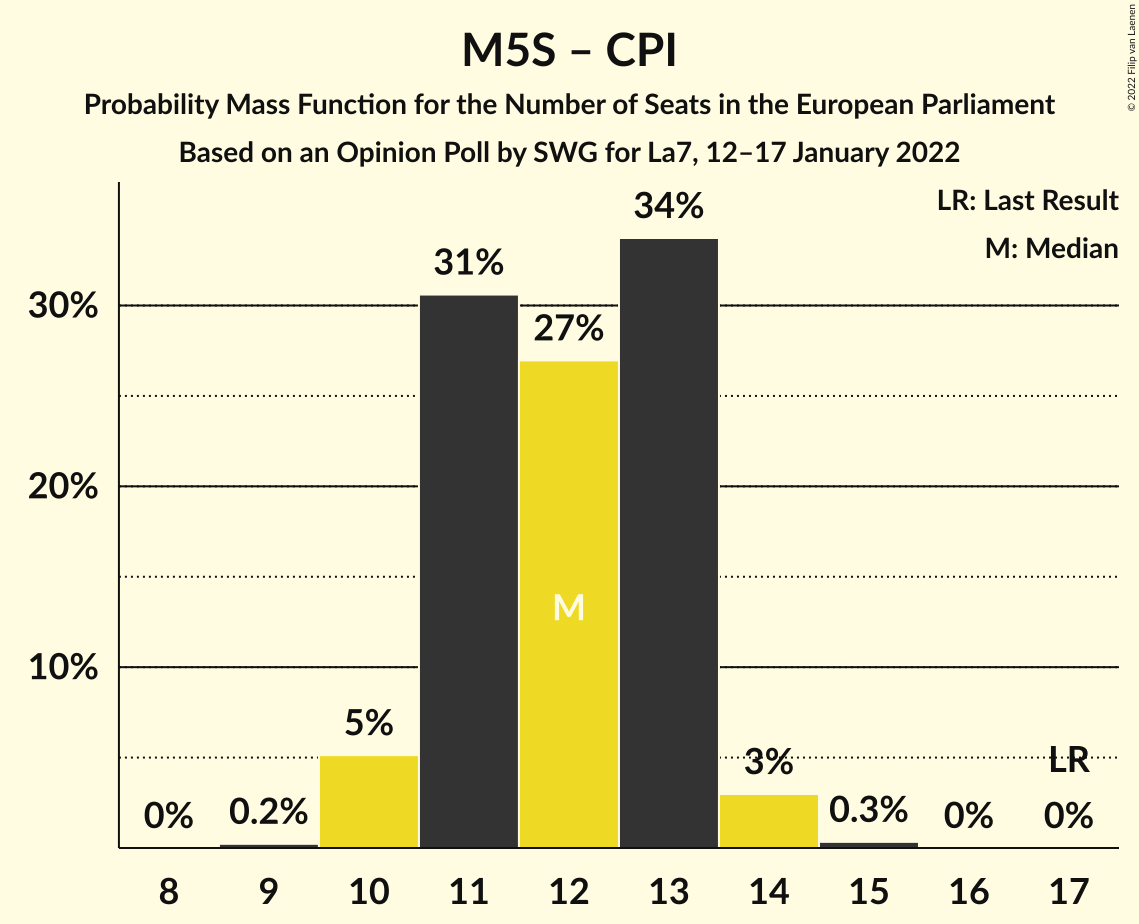 M5S – CPI
Probability Mass Function for the Number of Seats in the European Parliament
Based on an Opinion Poll by SWG for La7, 12–17 January 2022
© 2022 Filip van Laenen
LR: Last Result
M: Median
34%
31%
27%
30%
20%
10%
M
5%
3%
LR
0%
0.2%
0.3%
0%
0%
8 9 10 11 12 13 14 15 16 17